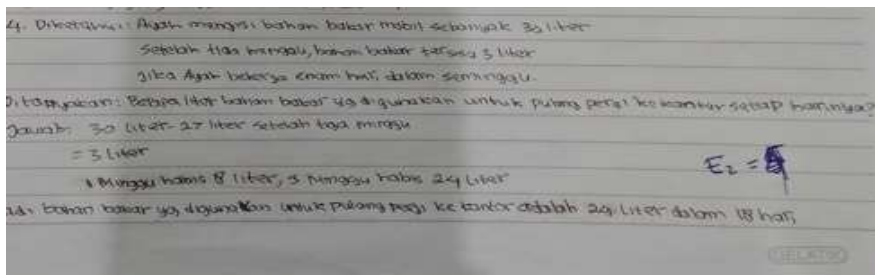 4. Diketahui: Ayah mengisi bahan bakar mobil sebanyak 30 liter
Setelah tiga minggu, bahan bakar tersisa 3 liter
Jika Ayah bekerja enam hari dalam seminggu.
Ditanyakan: Berapa liter bahan bakar yg digunakan untuk pulang pergi ke kantor setiap harinya?
Jawab: 30 liter - 27 liter setelah tiga minggu
= 3 liter
1 Minggu habis 8 liter, 3 Minggu habis 24 Liter
E2 =
Jadi bahan bakar yg digunakan untuk pulang pergi ke kantor adalah 24 Liter dalam 18 hari